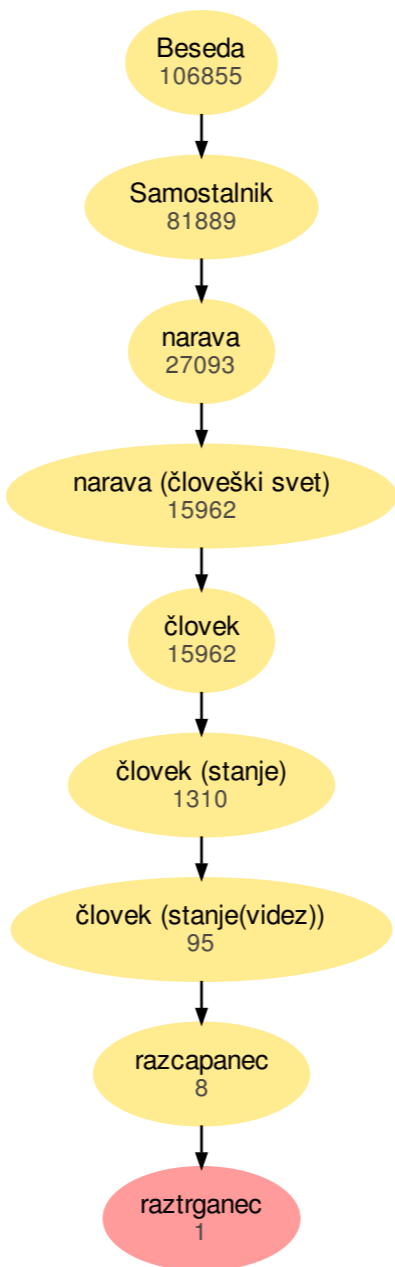 Beseda
106855
Samostalnik
81889
narava
27093
narava (človeški svet)
15962
človek
15962
človek (stanje)
1310
človek (stanje(videz))
95
razcapanec
8
raztrganec
1